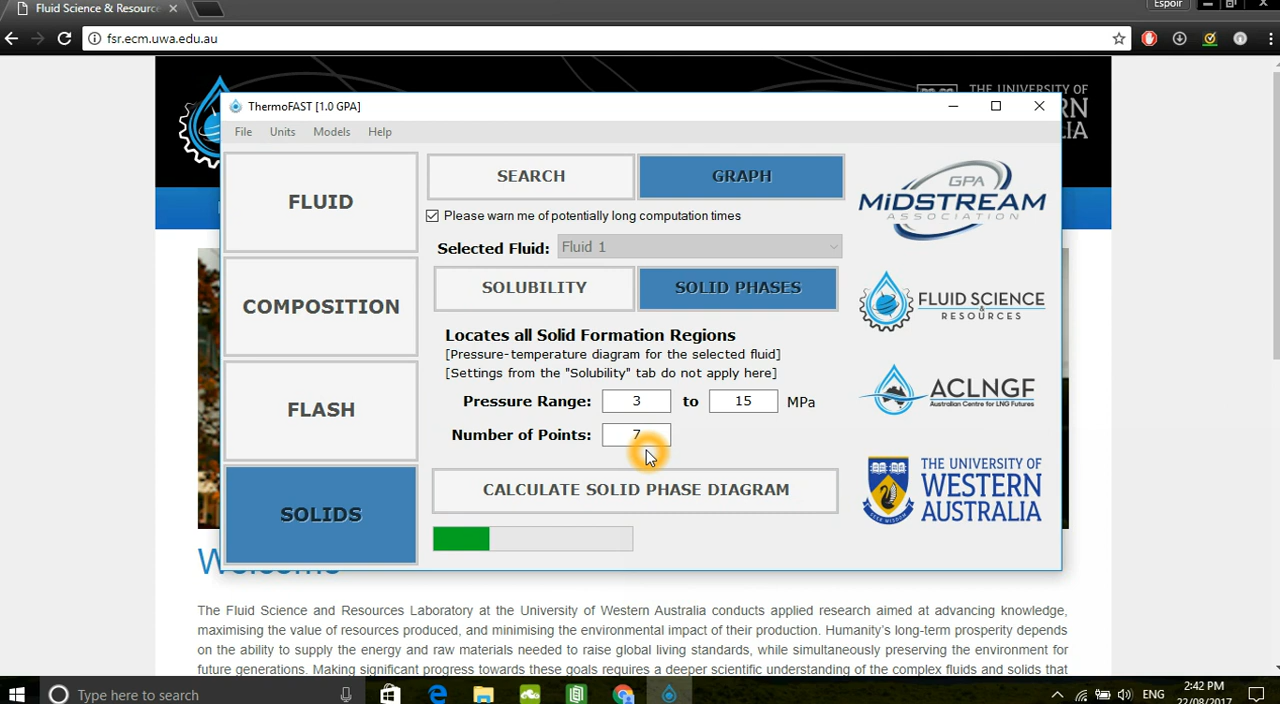 Fluid Science & Resource
Espoir
fsr.ecm.uwa.edu.au
THE UNIVERSITY OF
ThermoFAST [1.0 GPA]
File Units Models Help
FLUID
COMPOSITION
FLASH
SOLIDS
SEARCH GRAPH
Please warn me of potentially long computation times
Selected Fluid: Fluid 1
SOLUBILITY SOLID PHASES
Locates all Solid Formation Regions
[Pressure-temperature diagram for the selected fluid]
[Settings from the "Solubility" tab do not apply here]
Pressure Range: 3 to 15 MPa
Number of Points: 7
CALCULATE SOLID PHASE DIAGRAM
GPA
MiDSTREAM
ASSOCIATION
FLUID SCIENCE
& RESOURCES
ACLNGF
Australian Centre for LNG Futures
THE UNIVERSITY OF
WESTERN
AUSTRALIA
Welcome
The Fluid Science and Resources Laboratory at the University of Western Australia conducts applied research aimed at advancing knowledge,
maximising the value of resources produced, and minimising the environmental impact of their production. Humanity's long-term prosperity depends
on the ability to supply the energy and raw materials needed to raise global living standards, while simultaneously preserving the environment for
future generations. Making significant progress towards these goals requires a deeper scientific understanding of the complex fluids and solids that
Type here to search
ENG
2:42 PM
22/08/2017